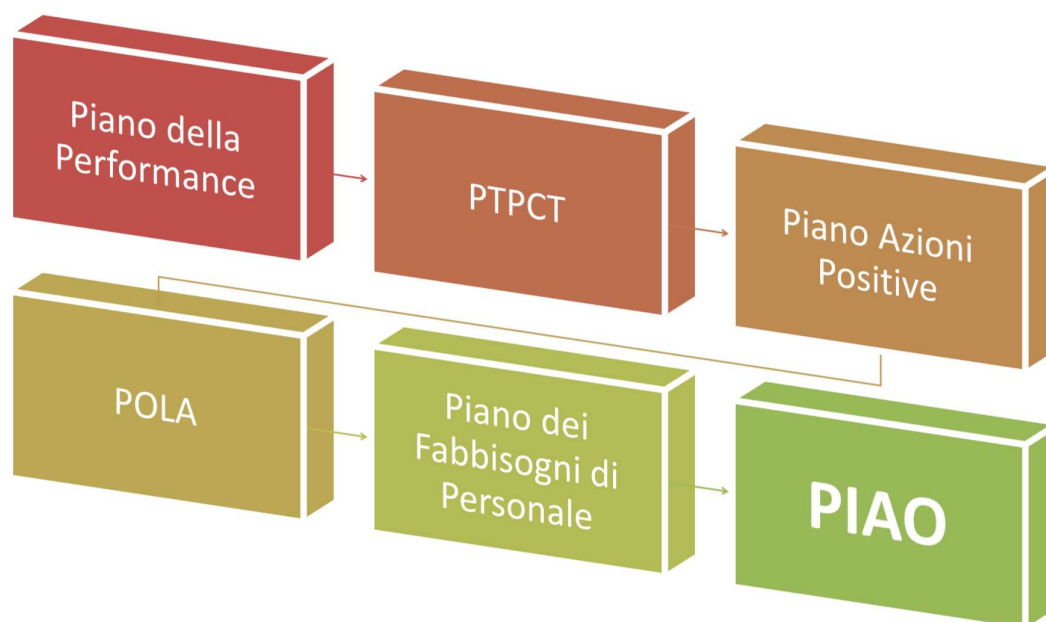 Piano della
Performance
PTPCT
Piano Azioni
Positive
POLA
Piano dei
Fabbisogni di
Personale
PIAO